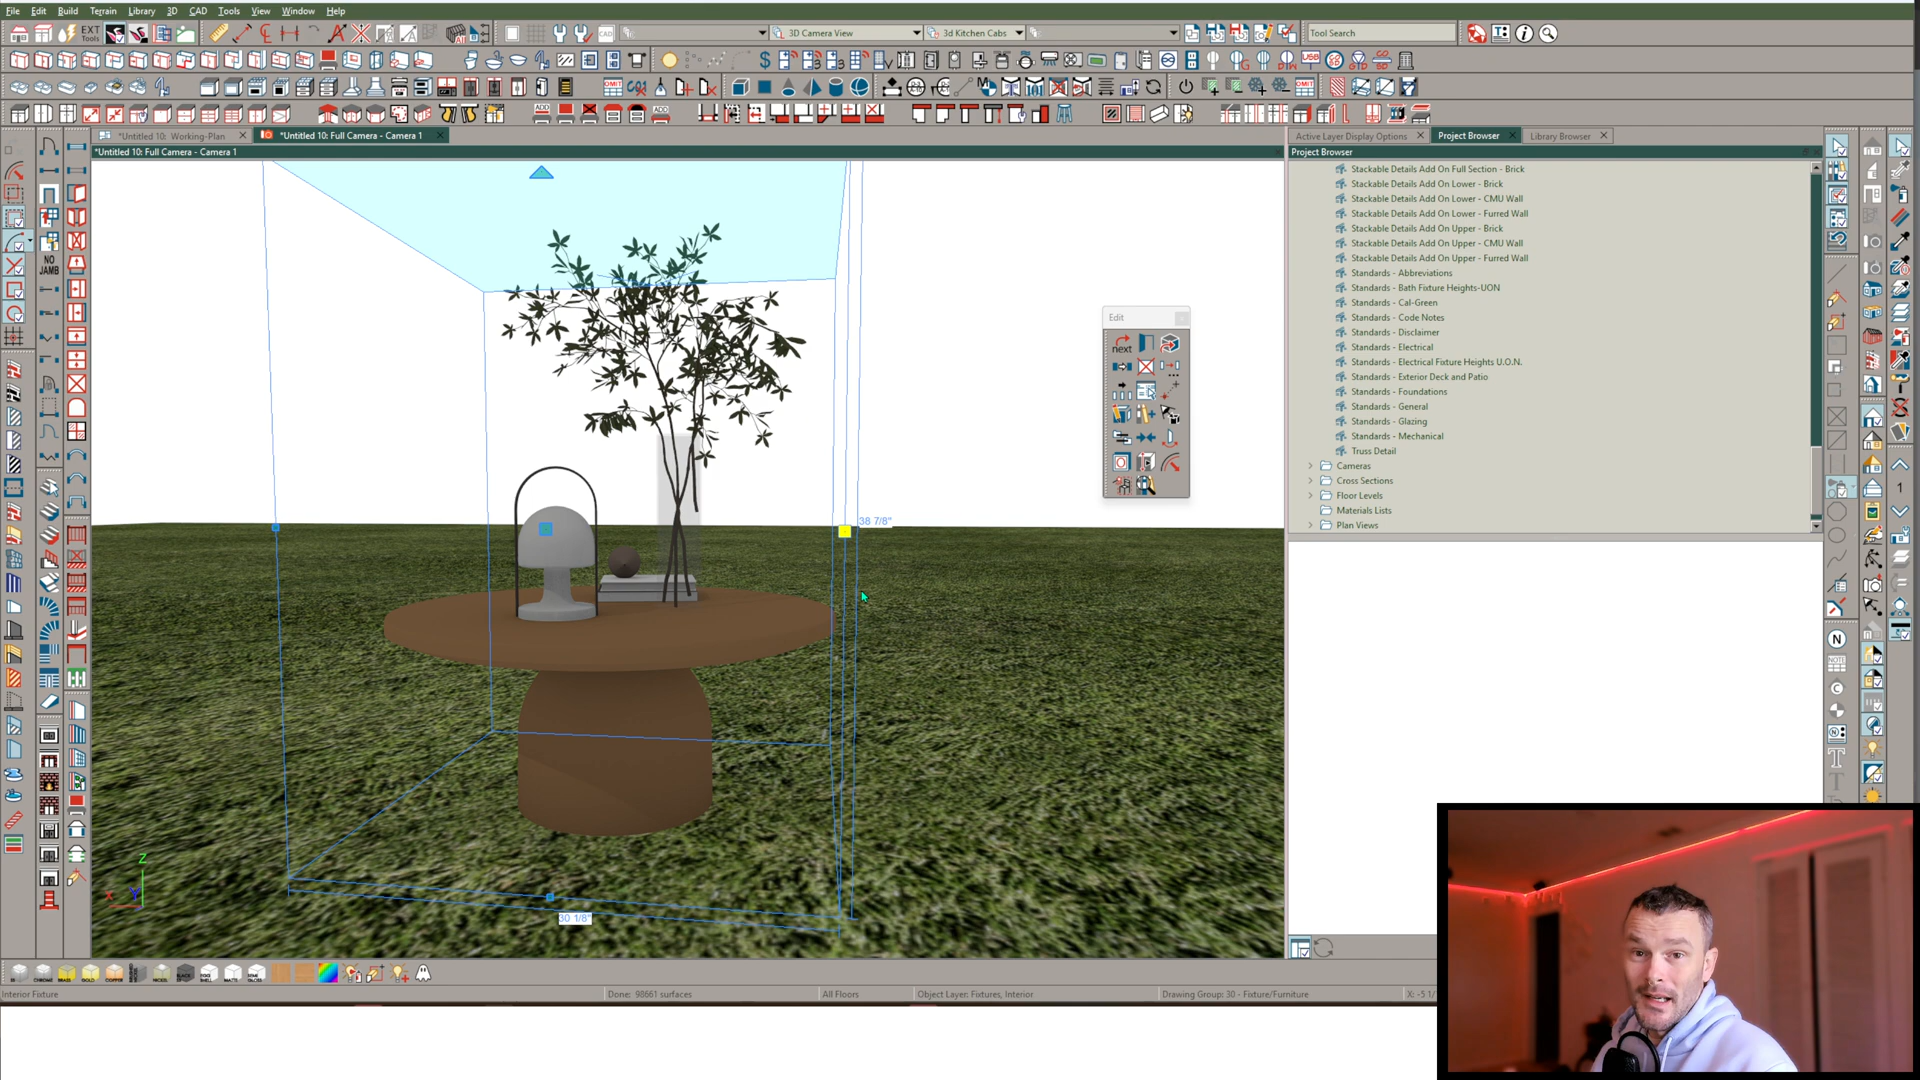 File Edit Build Terrain Library 3D CAD Tools View Window Help
EXT
Tools
3D Camera View
3d Kitchen Cabs
Tool Search
*Untitled 10: Working-Plan
*Untitled 10: Full Camera - Camera 1
Active Layer Display Options
Project Browser
Library Browser
*Untitled 10: Full Camera - Camera 1
Project Browser
Stackable Details Add On Full Section - Brick
Stackable Details Add On Lower - Brick
Stackable Details Add On Lower - CMU Wall
Stackable Details Add On Lower - Furred Wall
Stackable Details Add On Upper - Brick
Stackable Details Add On Upper - CMU Wall
Stackable Details Add On Upper - Furred Wall
Standards - Abbreviations
Standards - Bath Fixture Heights-UON
Standards - Cal-Green
Standards - Code Notes
Standards - Disclaimer
Standards - Electrical
Standards - Electrical Fixture Heights U.O.N.
Standards - Exterior Deck and Patio
Standards - Foundations
Standards - General
Standards - Glazing
Standards - Mechanical
Truss Detail
Cameras
Cross Sections
Floor Levels
Materials Lists
Plan Views
NO
JAMB
Edit
next
38 7/8"
30 1/8"
Z
Y
X
Interior Fixture
Done: 98661 surfaces
All Floors
Object Layer: Fixtures, Interior
Drawing Group: 30 - Fixture/Furniture
X: -5 1/